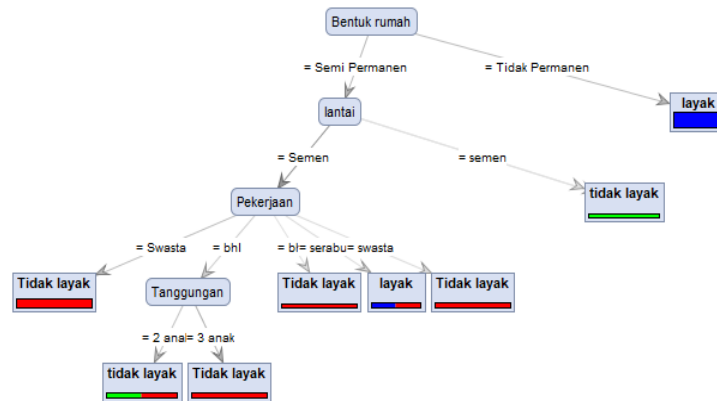 Bentuk rumah
= Semi Permanen
= Tidak Permanen
layak
lantai
= Semen
= semen
tidak layak
Pekerjaan
= Swasta
= bhl
= bl
= serabu
= swasta
Tidak layak
Tanggungan
Tidak layak
layak
Tidak layak
= 2 anal
= 3 anak
tidak layak
Tidak layak